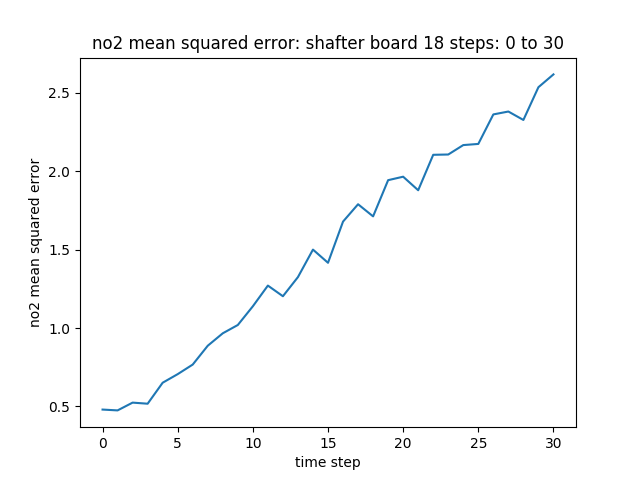 no2 mean squared error: shafter board 18 steps: 0 to 30
no2 mean squared error
2.5
2.0
1.5
1.0
0.5
0 5 10 15 20 25 30
time step